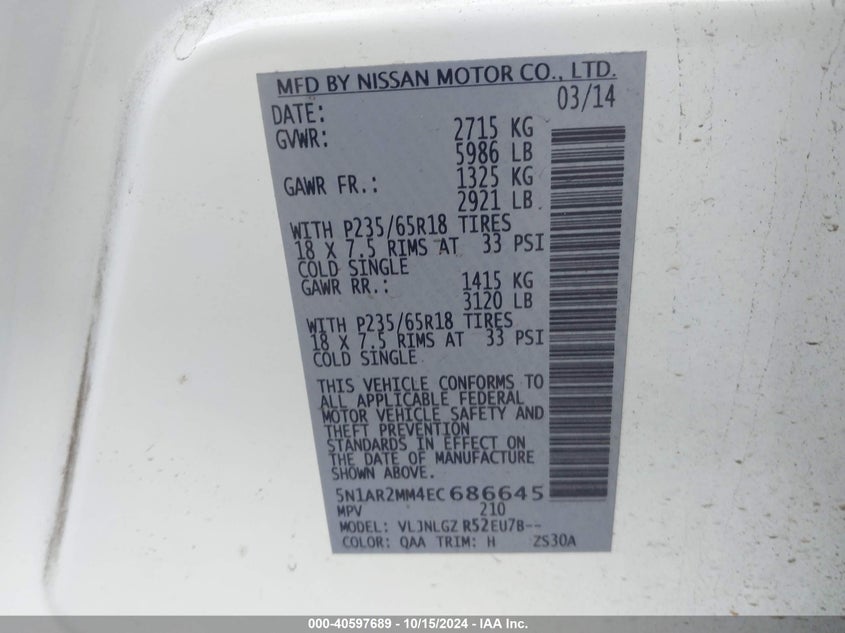 MFD BY NISSAN MOTOR CO., LTD.
DATE: 03/14
GVWR: 2715 KG
5986 LB
GAWR FR.: 1325 KG
2921 LB
WITH P235/65R18 TIRES
18 X 7.5 RIMS AT 33 PSI
COLD SINGLE
GAWR RR.: 1415 KG
3120 LB
WITH P235/65R18 TIRES
18 X 7.5 RIMS AT 33 PSI
COLD SINGLE
THIS VEHICLE CONFORMS TO
ALL APPLICABLE FEDERAL
MOTOR VEHICLE SAFETY AND
THEFT PREVENTION
STANDARDS IN EFFECT ON
THE DATE OF MANUFACTURE
SHOWN ABOVE.
5N1AR2MM4EC686645
MPV 210
MODEL: VLJNLGZ R52EU7B--
COLOR: QAA TRIM: H ZS30A
000-40597689 - 10/15/2024 - IAA Inc.